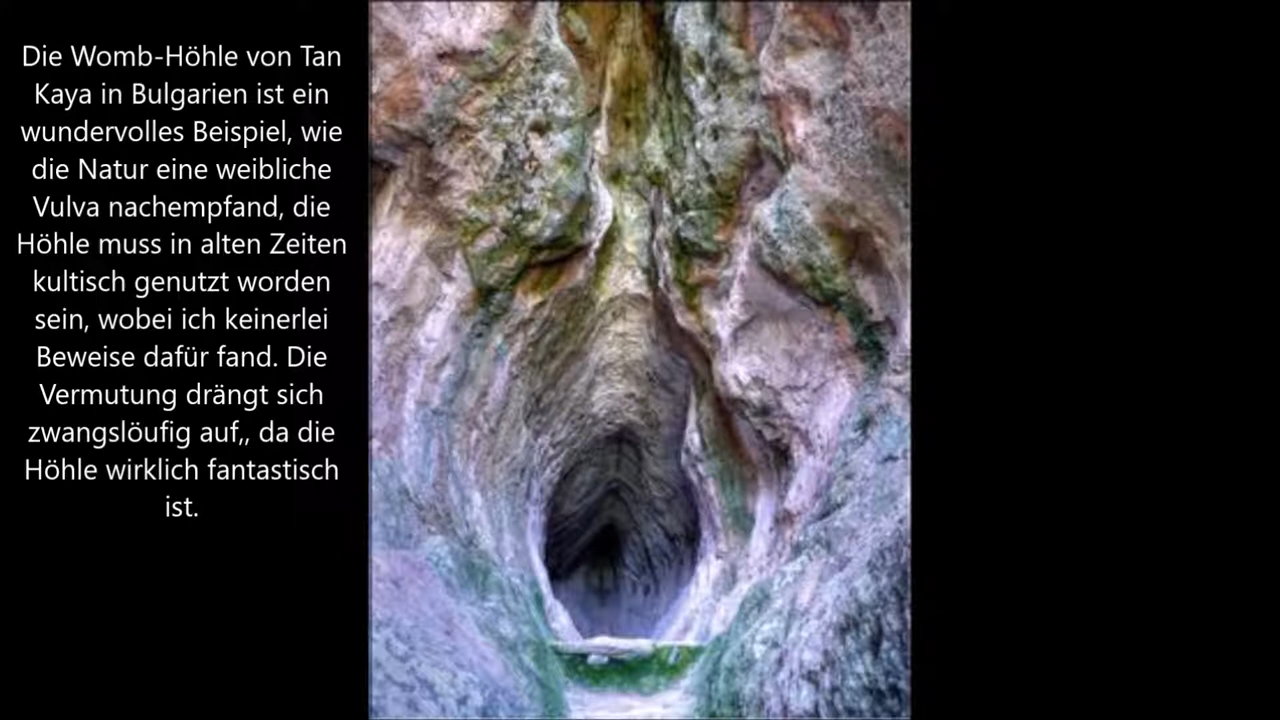 Die Womb-Höhle von Tan
Kaya in Bulgarien ist ein
wundervolles Beispiel, wie
die Natur eine weibliche
Vulva nachempfand, die
Höhle muss in alten Zeiten
kultisch genutzt worden
sein, wobei ich keinerlei
Beweise dafür fand. Die
Vermutung drängt sich
zwangslöufig auf,, da die
Höhle wirklich fantastisch
ist.